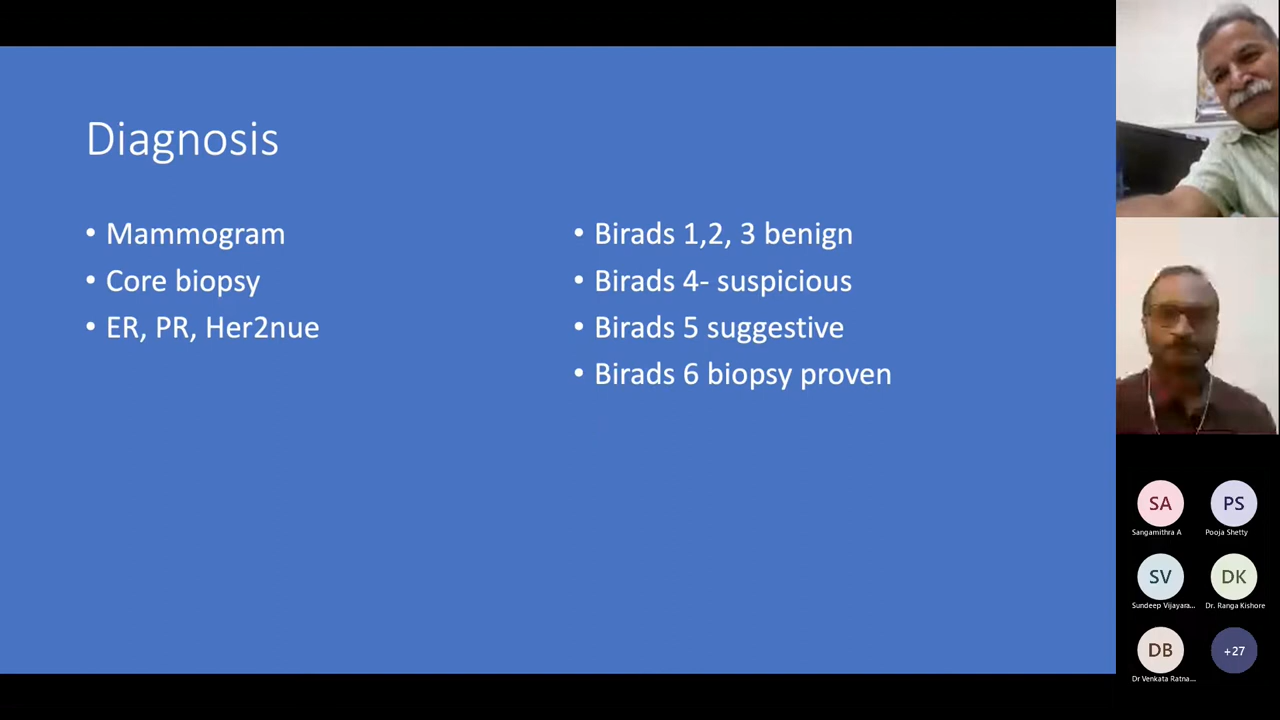 Diagnosis
• Mammogram
• Core biopsy
• ER, PR, Her2nue
• Birads 1,2, 3 benign
• Birads 4- suspicious
• Birads 5 suggestive
• Birads 6 biopsy proven
SA
PS
Sangamithra A
Pooja Shetty
SV
DK
Sundeep Vijayara...
Dr. Ranga Kishore
DB
+27
Dr Venkata Ratna...